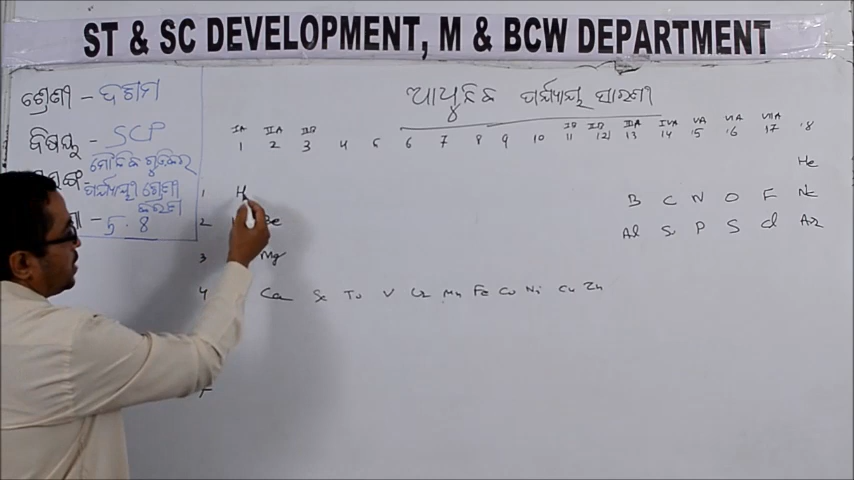 ST & SC DEVELOPMENT, M & BCW DEPARTMENT
ଶ୍ରେଣୀ - ଦଶମ
ଆଧୁନିକ ପର୍ଯ୍ୟାୟ ସାରଣୀ
ବିଷୟ - SCP
ମୌଳିକ ଗୁଡିକର
ପର୍ଯ୍ୟାୟୀ ଶ୍ରେଣୀ
କରଣ
5.8
IA IIA IIIB IB IIB IIIA IVA VA VIA VIIA
1 2 3 4 5 6 7 8 9 10 11 12 13 14 15 16 17 18
He
1 H B C N O F Ne
2 Be Al Si P S Cl Ar
3 Mg
4 Ca Sc V Cr Mn Fe Co Ni Cu Zn